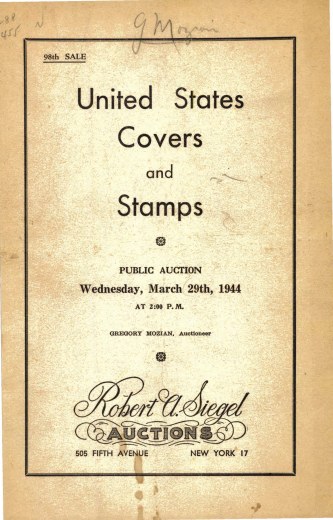 G Mozian
98th SALE
United States
Covers
and
Stamps
PUBLIC AUCTION
Wednesday, March 29th, 1944
AT 2:00 P. M.
GREGORY MOZIAN, Auctioneer
Robert A. Siegel
AUCTIONS
505 FIFTH AVENUE NEW YORK 17